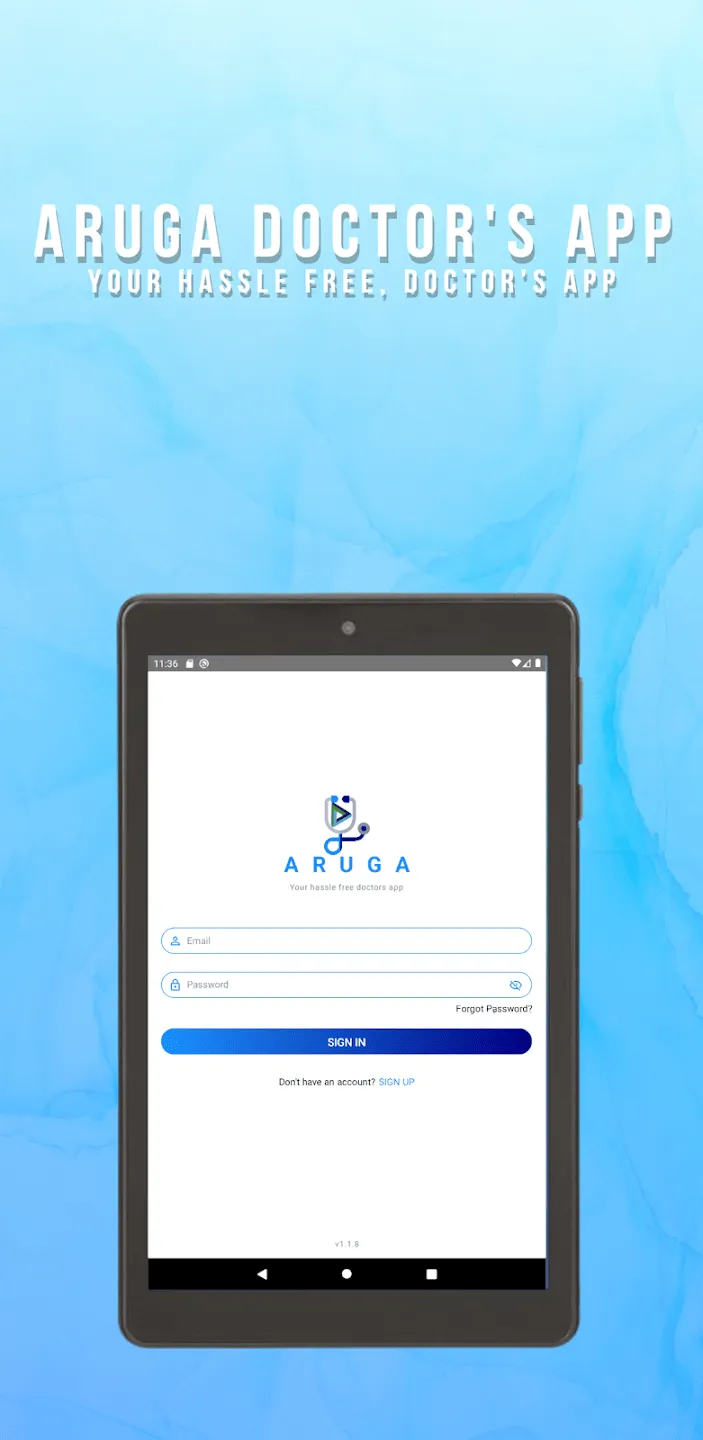 ARUGA DOCTOR'S APP
YOUR HASSLE FREE, DOCTOR'S APP
11:36
ARUGA
Your hassle free doctors app
Email
Password
Forgot Password?
SIGN IN
Don't have an account? SIGN UP
v1.1.8